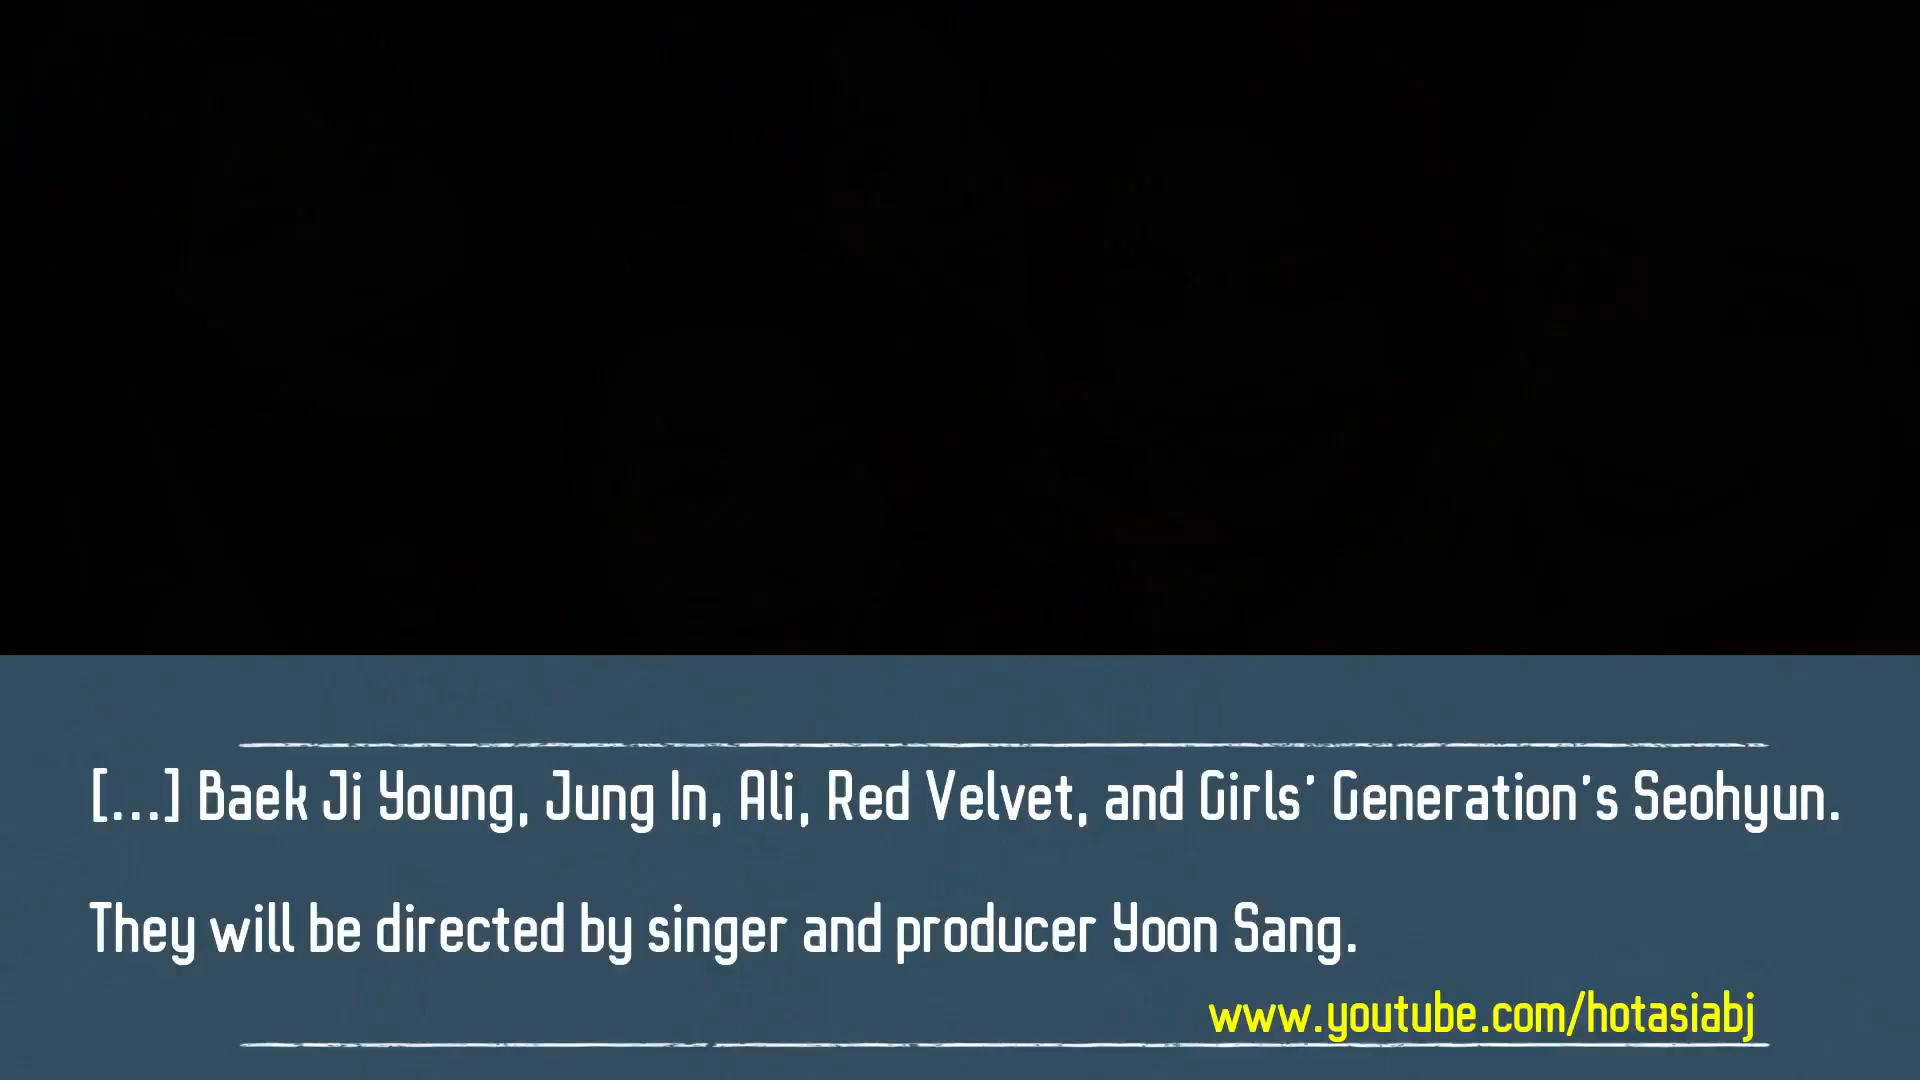 [...] Baek Ji Young, Jung In, Ali, Red Velvet, and Girls' Generation's Seohyun.
They will be directed by singer and producer Yoon Sang.
www.youtube.com/hotasiabj